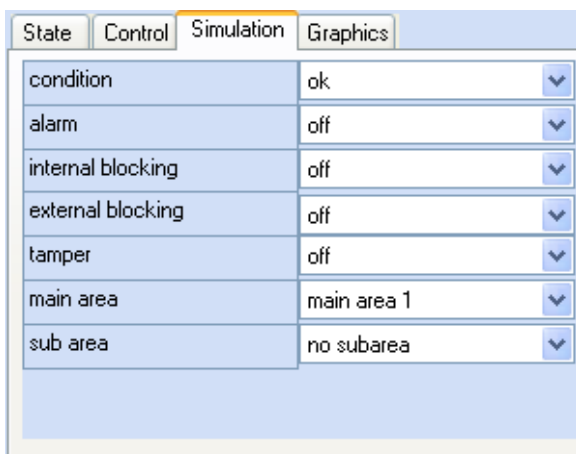 State Control Simulation Graphics
condition ok
alarm off
internal blocking off
external blocking off
tamper off
main area main area 1
sub area no subarea